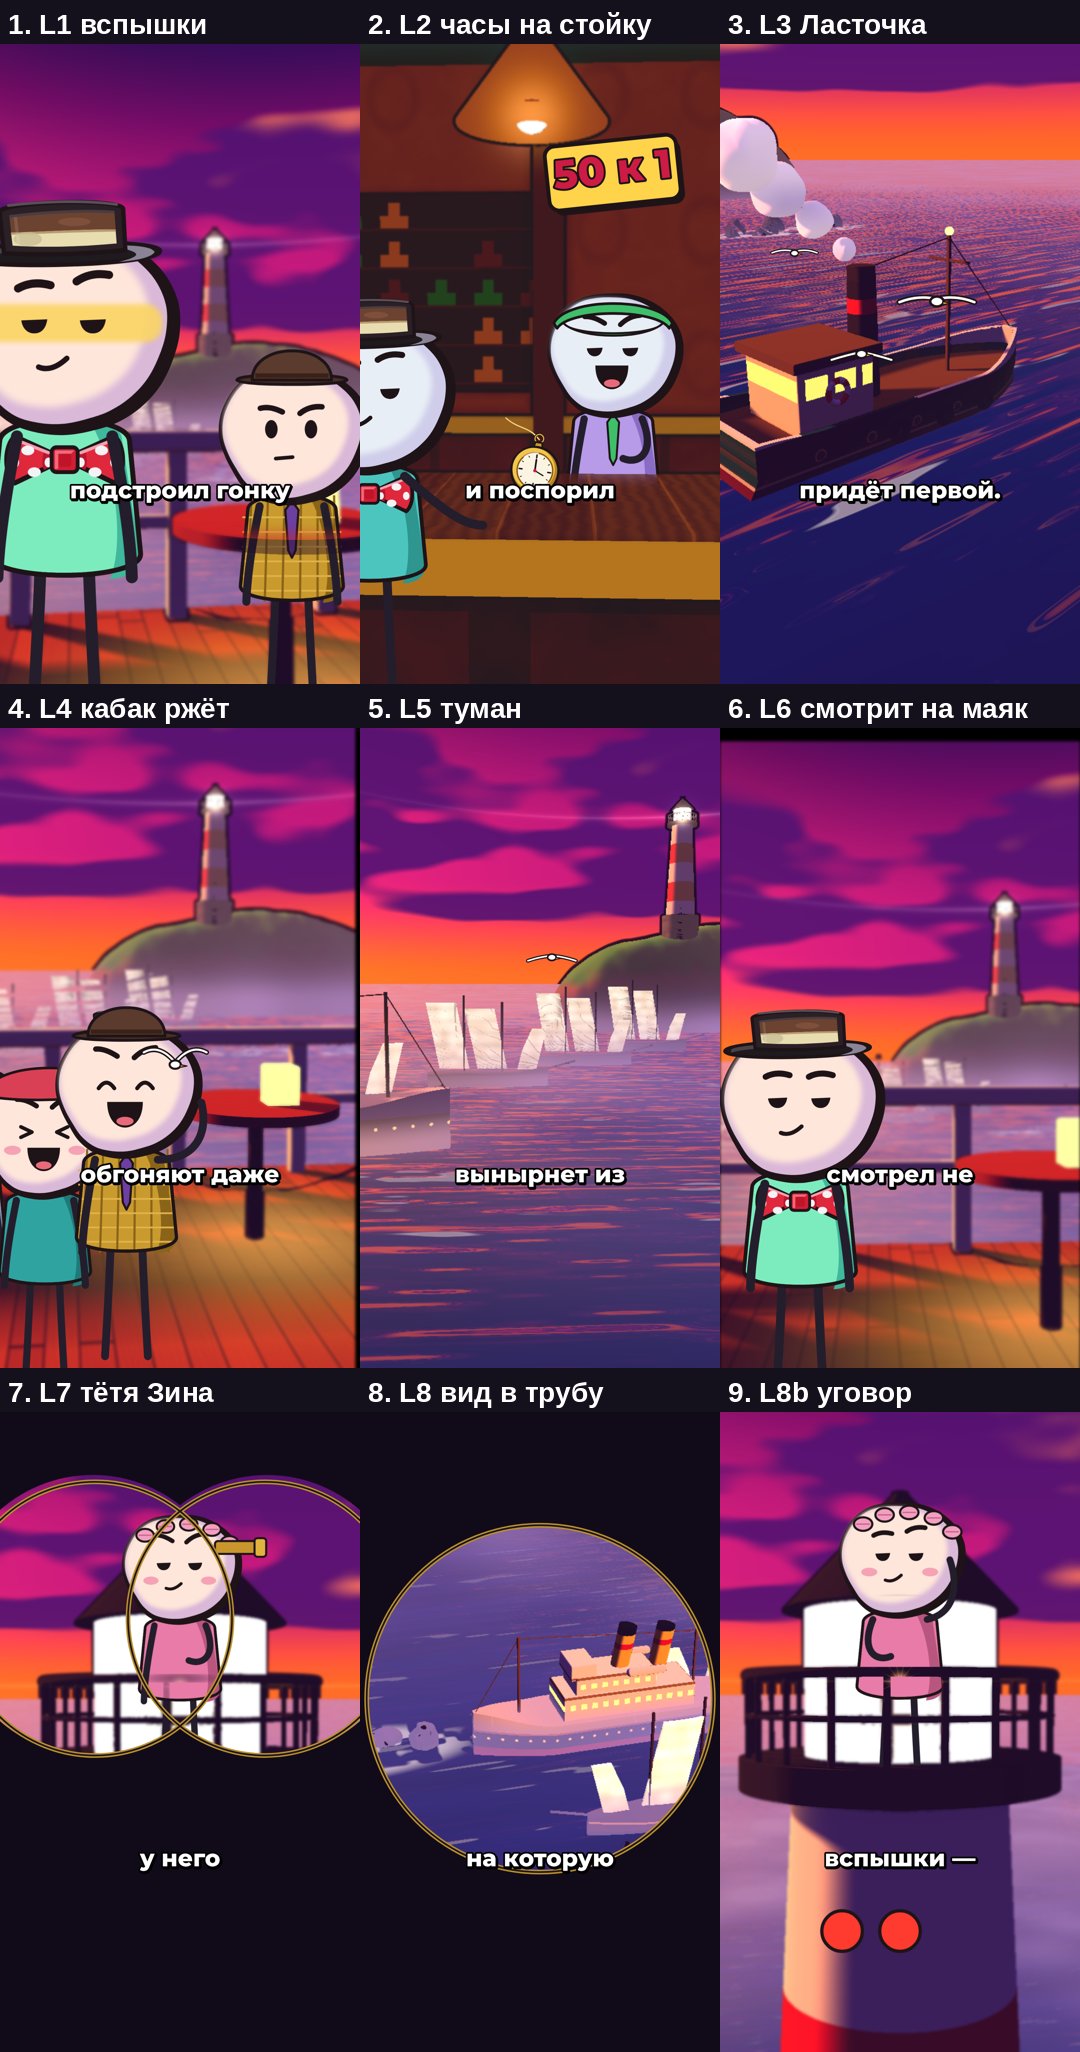 1. L1 вспышки
2. L2 часы на стойку
3. L3 Ласточка
50 к 1
подстроил гонку
и поспорил
придёт первой.
4. L4 кабак ржёт
5. L5 туман
6. L6 смотрит на маяк
обгоняют даже
вынырнет из
смотрел не
7. L7 тётя Зина
8. L8 вид в трубу
9. L8b уговор
у него
на которую
вспышки —